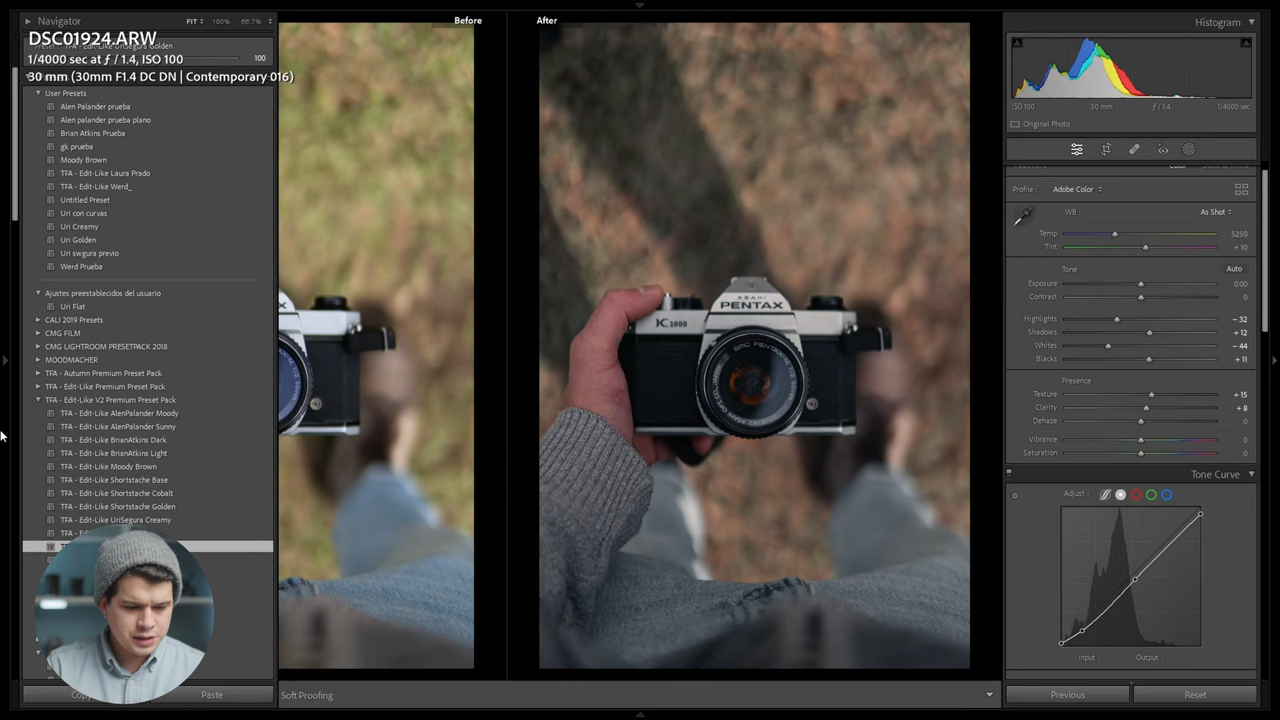 Navigator
FIT
100%
66.7%
DSC01924.ARW
1/4000 sec at ƒ / 1.4, ISO 100
100
30 mm (30mm F1.4 DC DN | Contemporary 016)
User Presets
Alen Palander prueba
Alen palander prueba plano
Brian Atkins Prueba
gk prueba
Moody Brown
TFA - Edit-Like Laura Prado
TFA - Edit-Like Werd_
Untitled Preset
Uri con curvas
Uri Creamy
Uri Golden
Uri swgura previo
Werd Prueba
Ajustes preestablecidos del usuario
Uri Flat
CALI 2019 Presets
CMG FILM
CMG LIGHTROOM PRESETPACK 2018
MOODMACHER
TFA - Autumn Premium Preset Pack
TFA - Edit-Like Premium Preset Pack
TFA - Edit-Like V2 Premium Preset Pack
TFA - Edit-Like AlenPalander Moody
TFA - Edit-Like AlenPalander Sunny
TFA - Edit-Like BrianAtkins Dark
TFA - Edit-Like BrianAtkins Light
TFA - Edit-Like Moody Brown
TFA - Edit-Like Shortstache Base
TFA - Edit-Like Shortstache Cobalt
TFA - Edit-Like Shortstache Golden
TFA - Edit-Like UriSegura Creamy
Paste
Before
After
ASAHI
PENTAX
K1000
Soft Proofing
Histogram
ISO 100
30 mm
ƒ / 1.4
1/4000 sec
Original Photo
Profile :
Adobe Color
WB :
As Shot
Temp
5250
Tint
+ 10
Tone
Auto
Exposure
0.00
Contrast
0
Highlights
− 32
Shadows
+ 12
Whites
− 44
Blacks
+ 11
Presence
Texture
+ 15
Clarity
+ 8
Dehaze
0
Vibrance
0
Saturation
0
Tone Curve
Adjust :
Input :
Output :
Previous
Reset